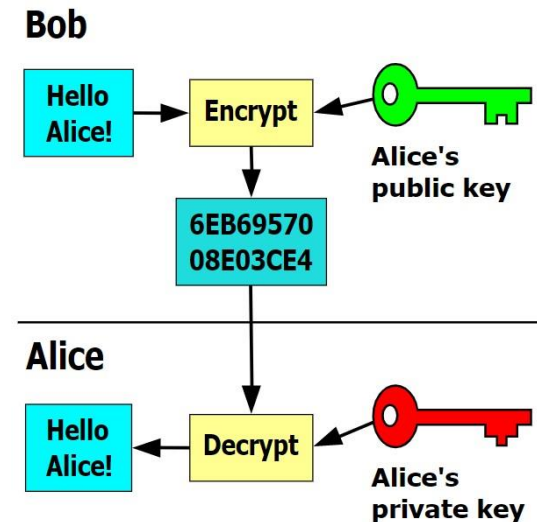 Bob
Hello
Alice!
Encrypt
Alice's
public key
6EB69570
08E03CE4
Alice
Hello
Alice!
Decrypt
Alice's
private key